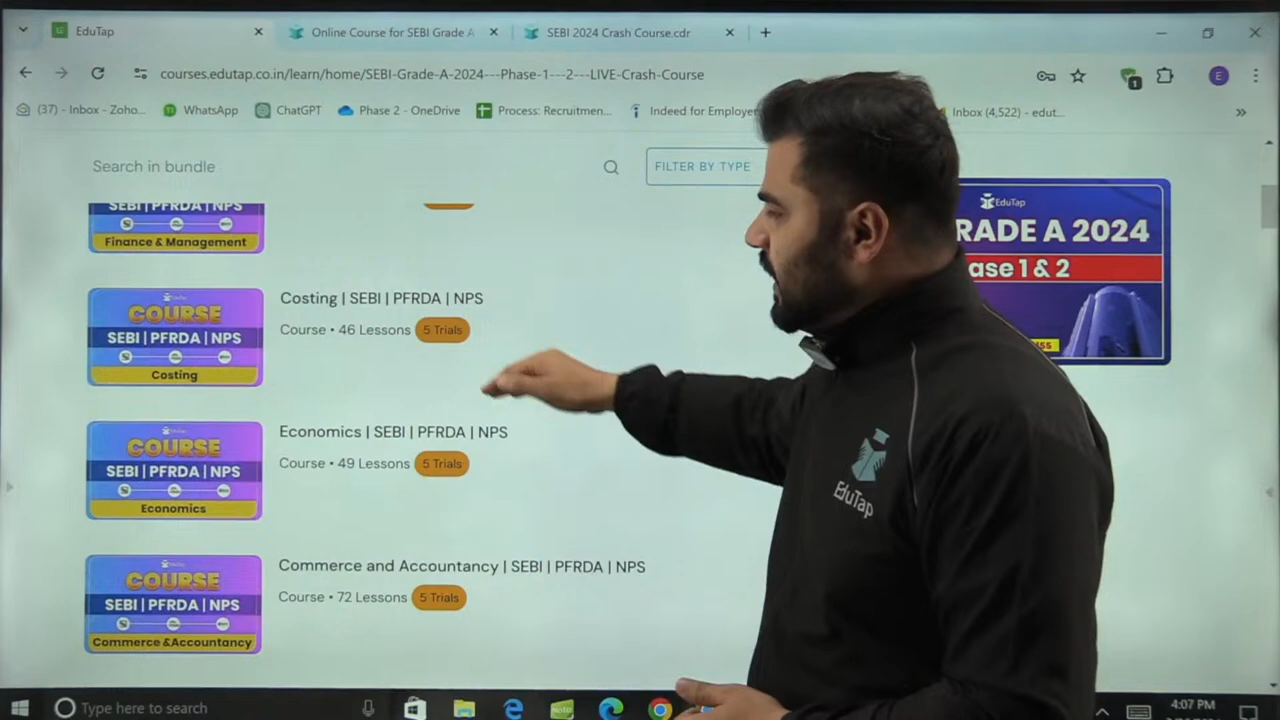 EduTap
Online Course for SEBI Grade A
SEBI 2024 Crash Course.cdr
courses.edutap.co.in/learn/home/SEBI-Grade-A-2024---Phase-1---2---LIVE-Crash-Course
E
1
(37) - Inbox - Zoho...
WhatsApp
ChatGPT
Phase 2 - OneDrive
Process: Recruitmen...
Indeed for Employer
Inbox (4,522) - edut...
Search in bundle
FILTER BY TYPE
SEBI | PFRDA | NPS
Finance & Management
EduTap
RADE A 2024
ase 1 & 2
COURSE
SEBI | PFRDA | NPS
Costing
Costing | SEBI | PFRDA | NPS
Course • 46 Lessons
5 Trials
COURSE
SEBI | PFRDA | NPS
Economics
Economics | SEBI | PFRDA | NPS
Course • 49 Lessons
5 Trials
EduTap
COURSE
SEBI | PFRDA | NPS
Commerce &Accountancy
Commerce and Accountancy | SEBI | PFRDA | NPS
Course • 72 Lessons
5 Trials
Type here to search
4:07 PM